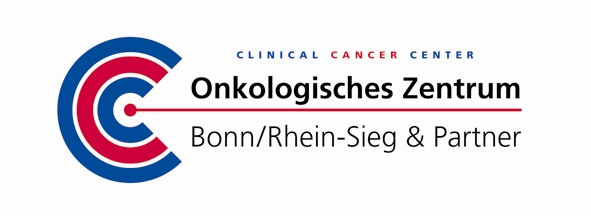 CLINICAL CANCER CENTER
Onkologisches Zentrum
Bonn/Rhein-Sieg & Partner